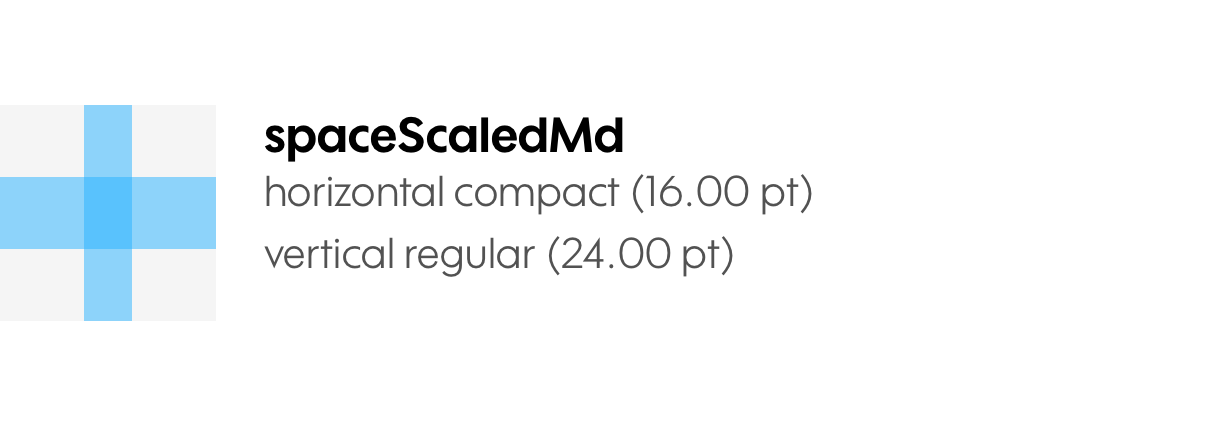 spaceScaledMd
horizontal compact (16.00 pt)
vertical regular (24.00 pt)